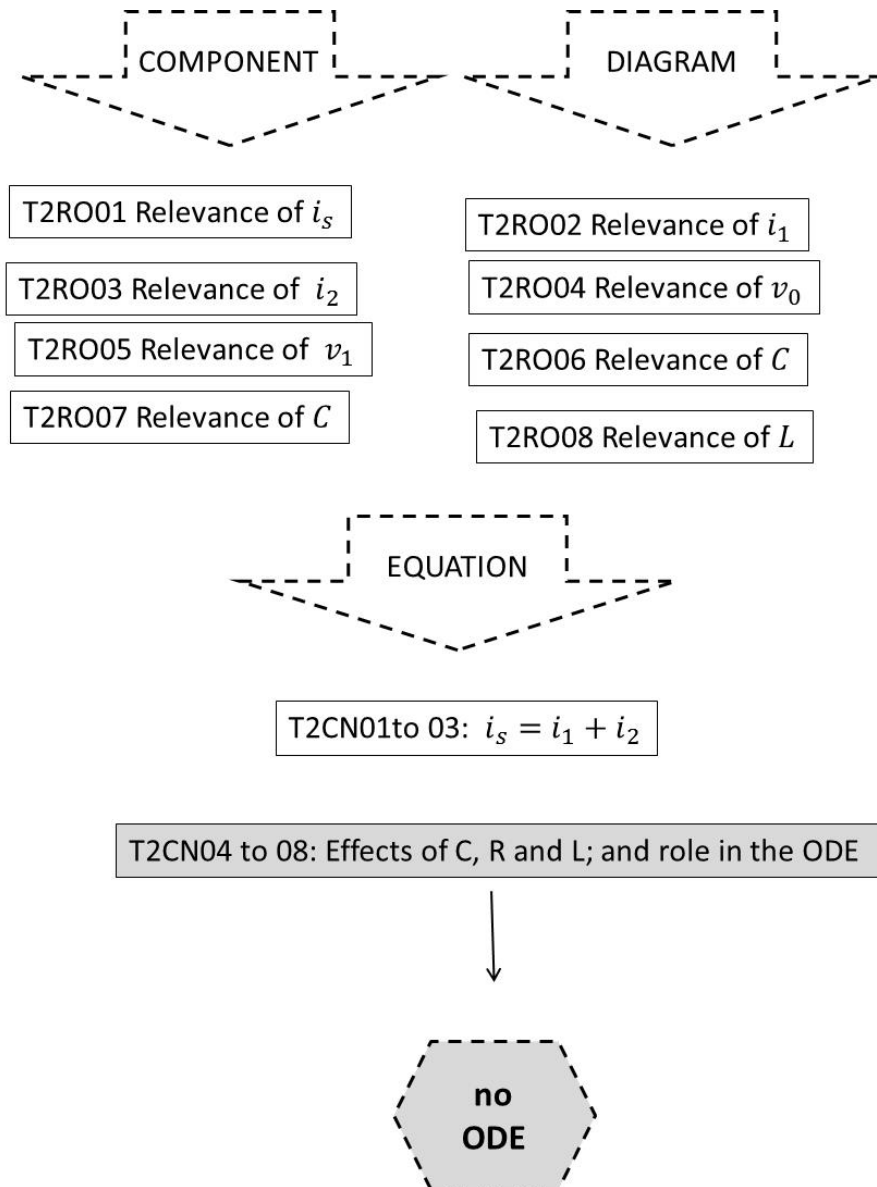 COMPONENT
DIAGRAM
T2RO01 Relevance of i_s
T2RO02 Relevance of i_1
T2RO03 Relevance of i_2
T2RO04 Relevance of v_0
T2RO05 Relevance of v_1
T2RO06 Relevance of C
T2RO07 Relevance of C
T2RO08 Relevance of L
EQUATION
T2CN01to 03: i_s = i_1 + i_2
T2CN04 to 08: Effects of C, R and L; and role in the ODE
no
ODE